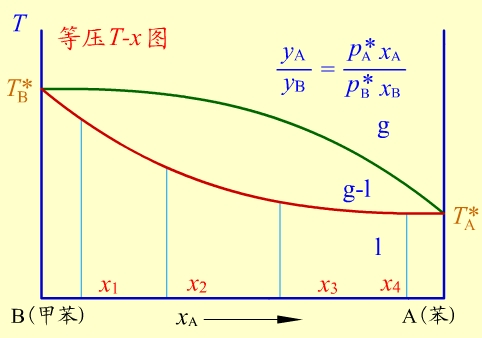 T
等压T-x图
yA/yB = pA* xA / pB* xB
TB*
g
g-l
TA*
l
x1 x2 x3 x4
B(甲苯) xA A(苯)